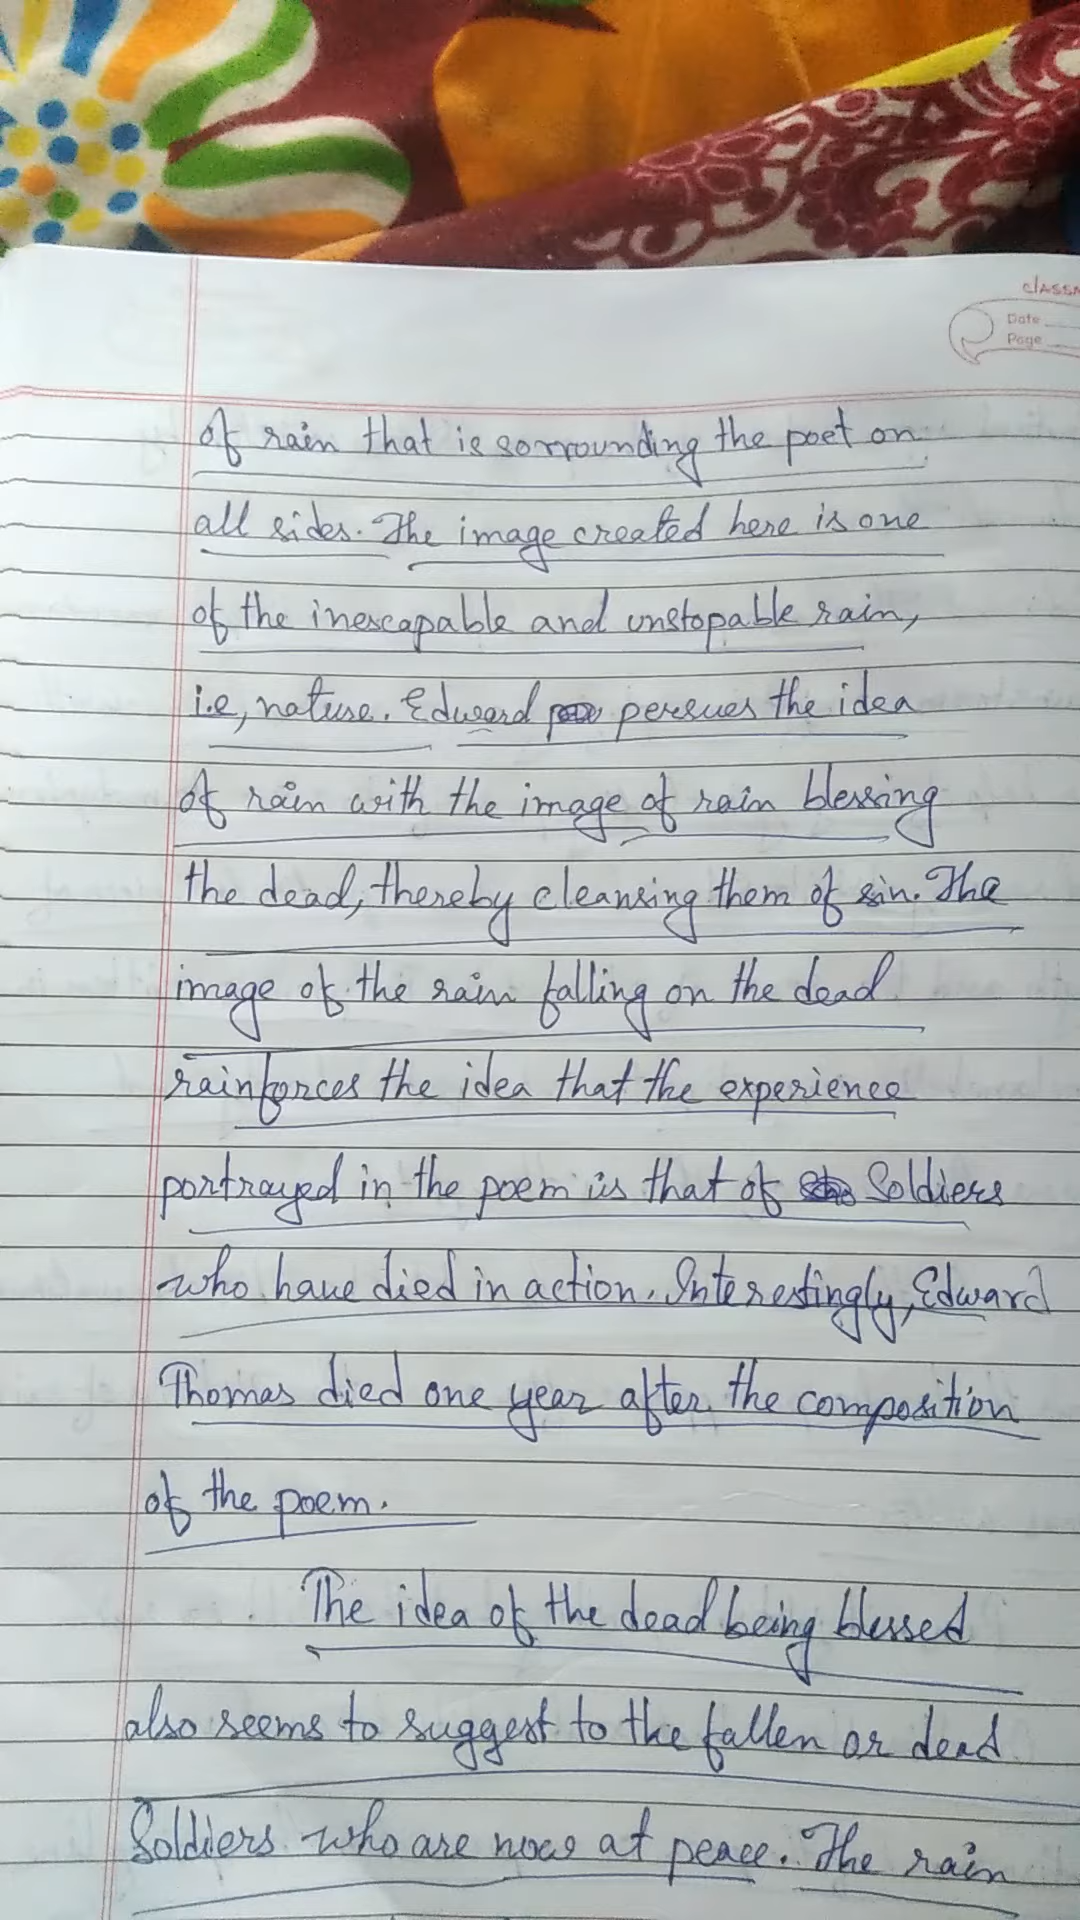 classm
Date
Page
of rain that is sorrounding the poet on
all sides. The image created here is one
of the inescapable and unstopable rain,
i.e, nature. Edward persues the idea
of rain with the image of rain blessing
the dead, thereby cleansing them of sin. The
image of the rain falling on the dead
rainforces the idea that the experience
portrayed in the poem is that of Soldiers
who have died in action. Interestingly, Edward
Thomas died one year after the composition
of the poem.
The idea of the dead being blessed
also seems to suggest to the fallen or dead
Soldiers who are now at peace. The rain